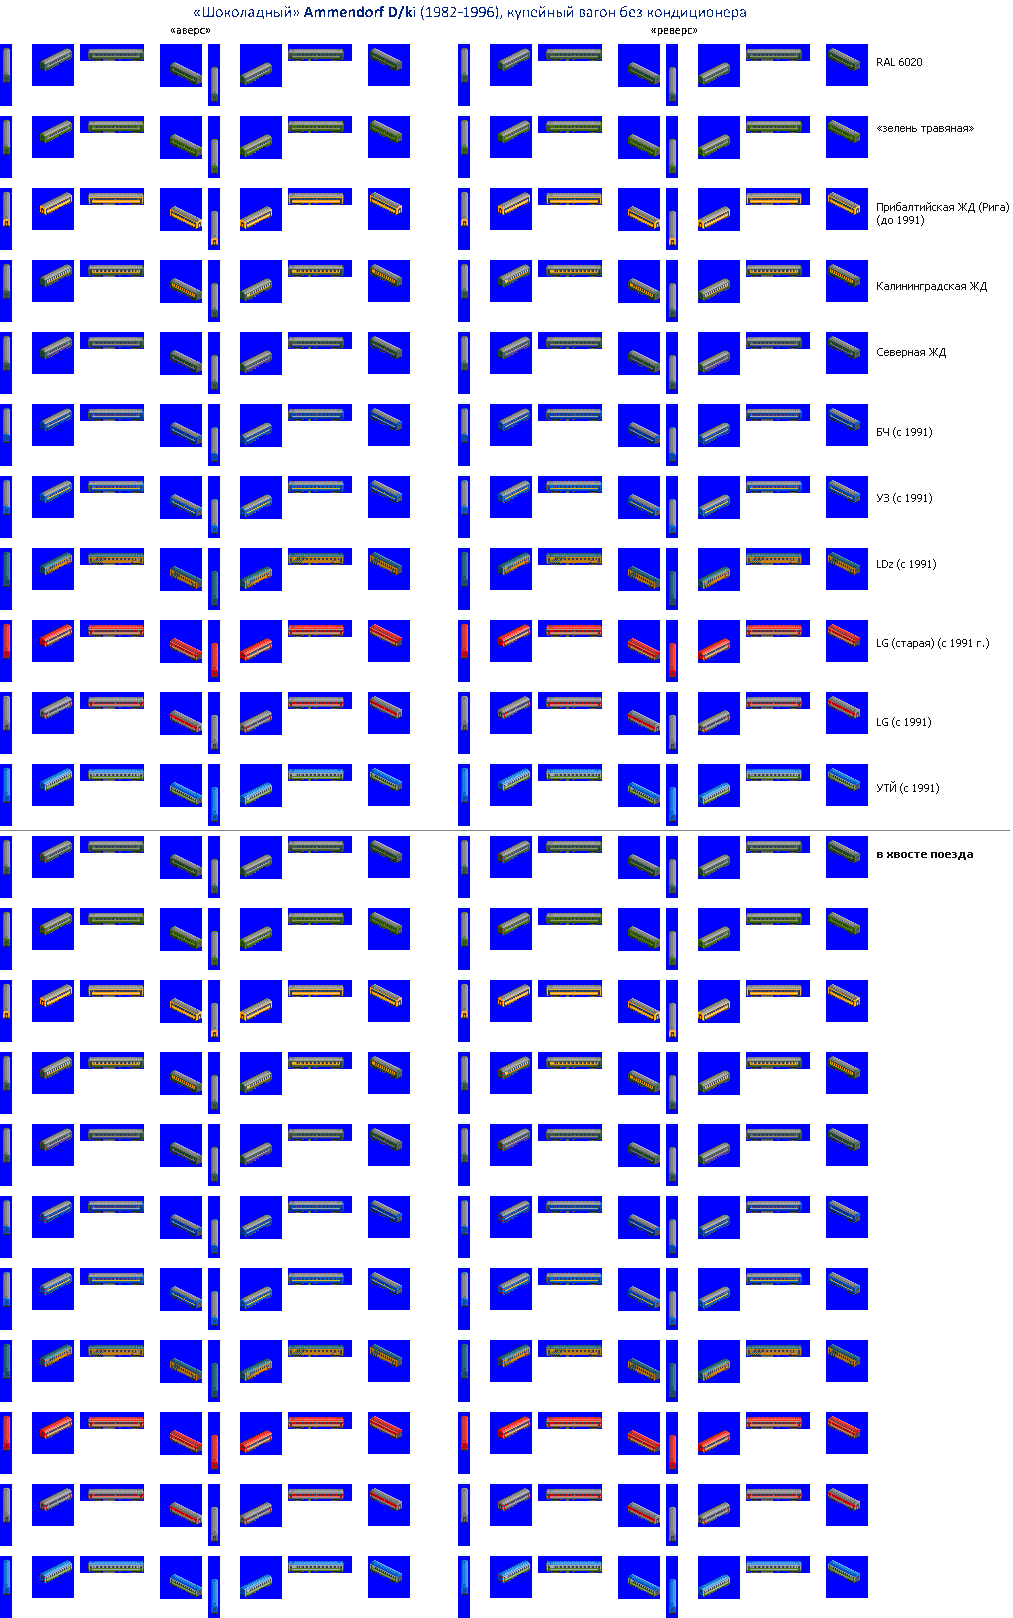 «Шоколадный» Ammendorf D/ki (1982-1996), купейный вагон без кондиционера
«аверс» «реверс»
RAL 6020
«зелень травяная»
Прибалтийская ЖД (Рига)
(до 1991)
Калининградская ЖД
Северная ЖД
БЧ (с 1991)
УЗ (с 1991)
LDz (с 1991)
LG (старая) (с 1991 г.)
LG (с 1991)
УТЙ (с 1991)
в хвосте поезда